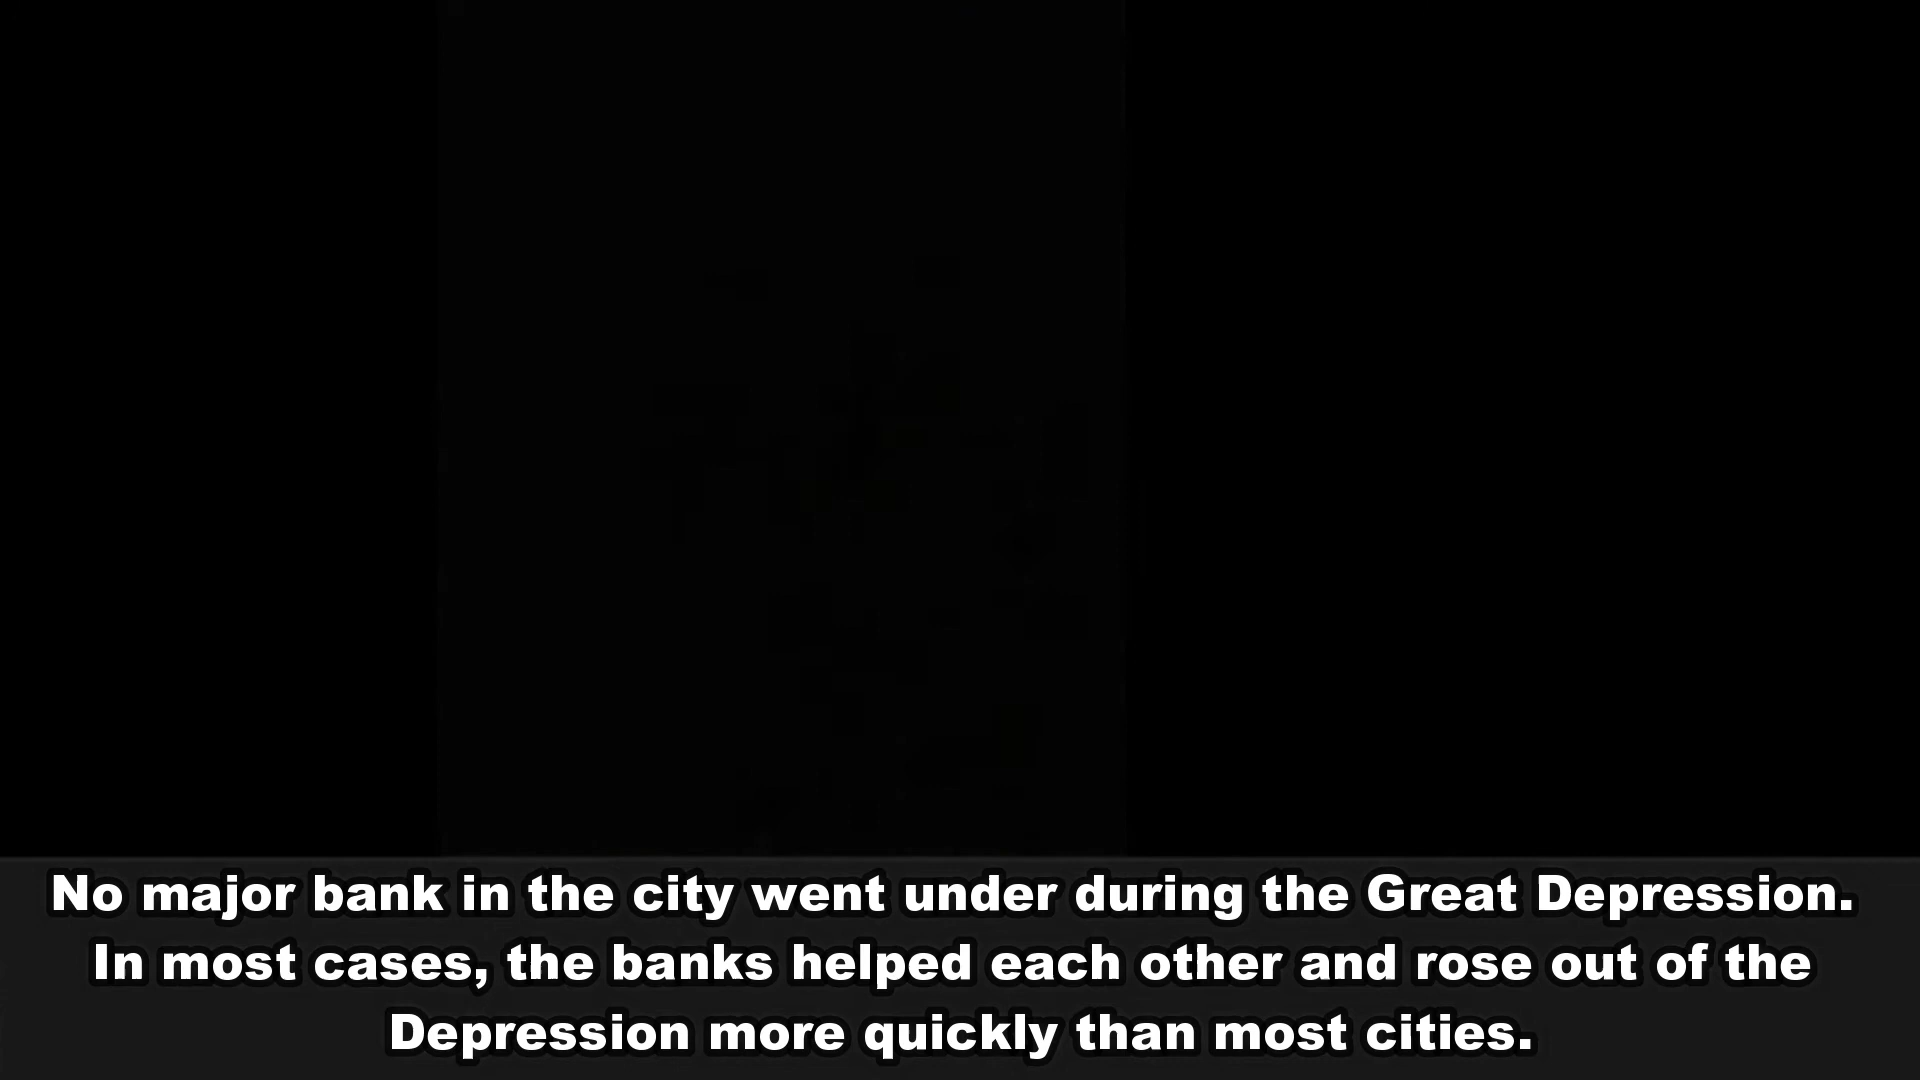 No major bank in the city went under during the Great Depression.
In most cases, the banks helped each other and rose out of the
Depression more quickly than most cities.